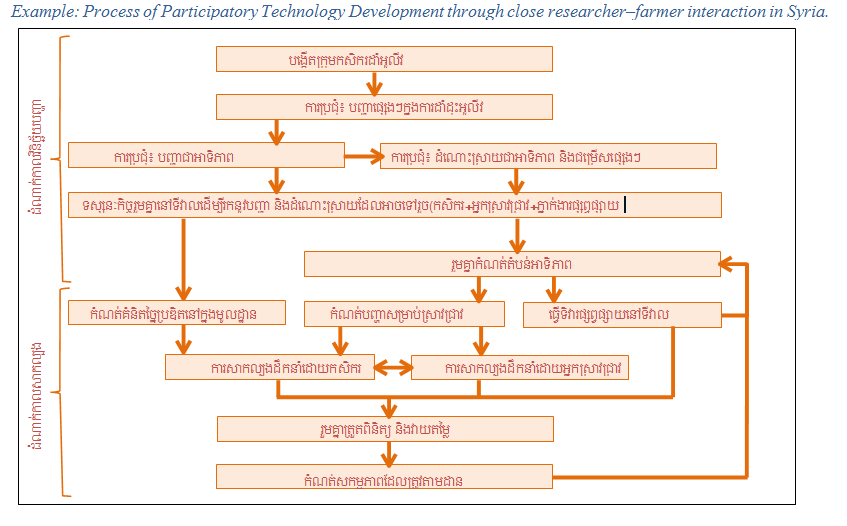 Example: Process of Participatory Technology Development through close researcher–farmer interaction in Syria.
បង្កើតក្រុមកសិករដាំអូលីវ
ការប្រជុំ៖ បញ្ហាផ្សេងៗក្នុងការដាំដុះអូលីវ
ដំណាក់កាលវិនិច្ឆ័យបញ្ហា
ការប្រជុំ៖ បញ្ហាជាអាទិភាព
ការប្រជុំ៖ ដំណោះស្រាយជាអាទិភាព និងជម្រើសផ្សេងៗ
ទស្សនៈកិច្ចរួមគ្នានៅទីវាលដើម្បីរកនូវបញ្ហា និងដំណោះស្រាយដែលអាចទៅរួច(កសិករ+អ្នកស្រាវជ្រាវ+ភ្នាក់ងារផ្សព្វផ្សាយ
រួមគ្នាកំណត់តំបន់អាទិភាព
កំណត់គំនិតច្នៃប្រឌិតនៅក្នុងមូលដ្ឋាន
កំណត់បញ្ហាសម្រាប់ស្រាវជ្រាវ
ធ្វើទិវាផ្សព្វផ្សាយនៅទីវាល
ដំណាក់កាលសាកល្បង
ការសាកល្បងដឹកនាំដោយកសិករ
ការសាកល្បងដឹកនាំដោយអ្នកស្រាវជ្រាវ
រួមគ្នាត្រួតពិនិត្យ និងវាយតម្លៃ
កំណត់សកម្មភាពដែលត្រូវតាមដាន